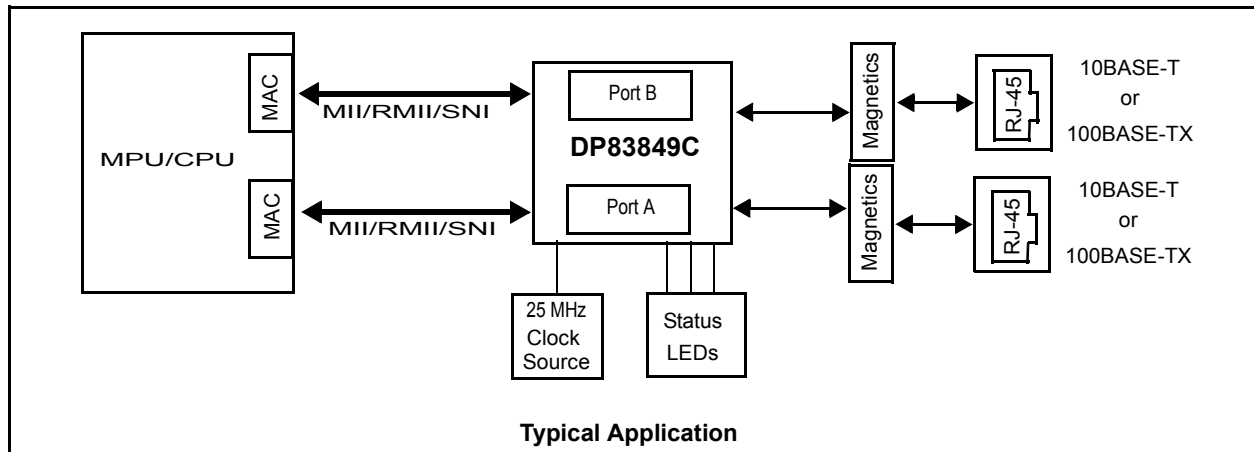 MPU/CPU
MAC
MAC
MII/RMII/SNI
MII/RMII/SNI
Port B
DP83849C
Port A
25 MHz
Clock
Source
Status
LEDs
Magnetics
Magnetics
RJ-45
10BASE-T
or
100BASE-TX
RJ-45
10BASE-T
or
100BASE-TX
Typical Application